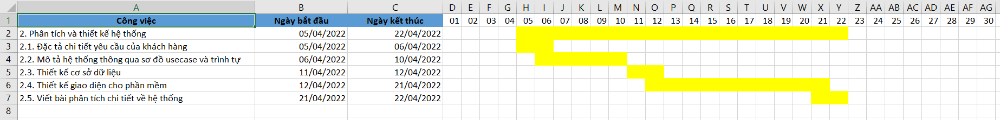 A B C D E F G H I J K L M N O P Q R S T U V W X Y Z AA AB AC AD AE AF AG
1 Công việc Ngày bắt đầu Ngày kết thúc 01 02 03 04 05 06 07 08 09 10 11 12 13 14 15 16 17 18 19 20 21 22 23 24 25 26 27 28 29 30
2 2. Phân tích và thiết kế hệ thống 05/04/2022 22/04/2022
3 2.1. Đặc tả chi tiết yêu cầu của khách hàng 05/04/2022 06/04/2022
4 2.2. Mô tả hệ thống thông qua sơ đồ usecase và trình tự 06/04/2022 10/04/2022
5 2.3. Thiết kế cơ sở dữ liệu 11/04/2022 12/04/2022
6 2.4. Thiết kế giao diện cho phần mềm 12/04/2022 21/04/2022
7 2.5. Viết bài phân tích chi tiết về hệ thống 21/04/2022 22/04/2022
8